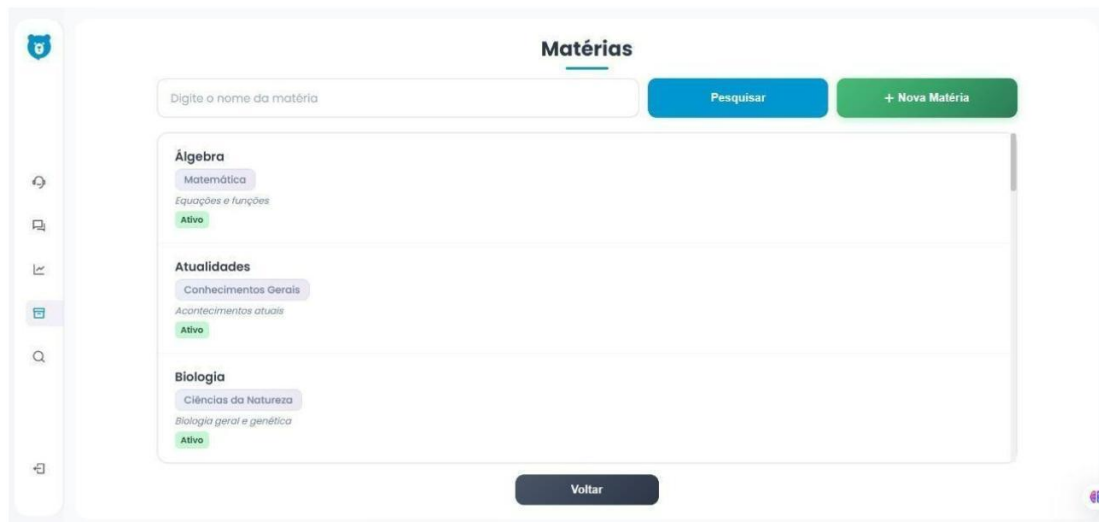 Matérias
Digite o nome da matéria
Pesquisar
+ Nova Matéria
Álgebra
Matemática
Equações e funções
Ativo
Atualidades
Conhecimentos Gerais
Acontecimentos atuais
Ativo
Biologia
Ciências da Natureza
Biologia geral e genética
Ativo
Voltar